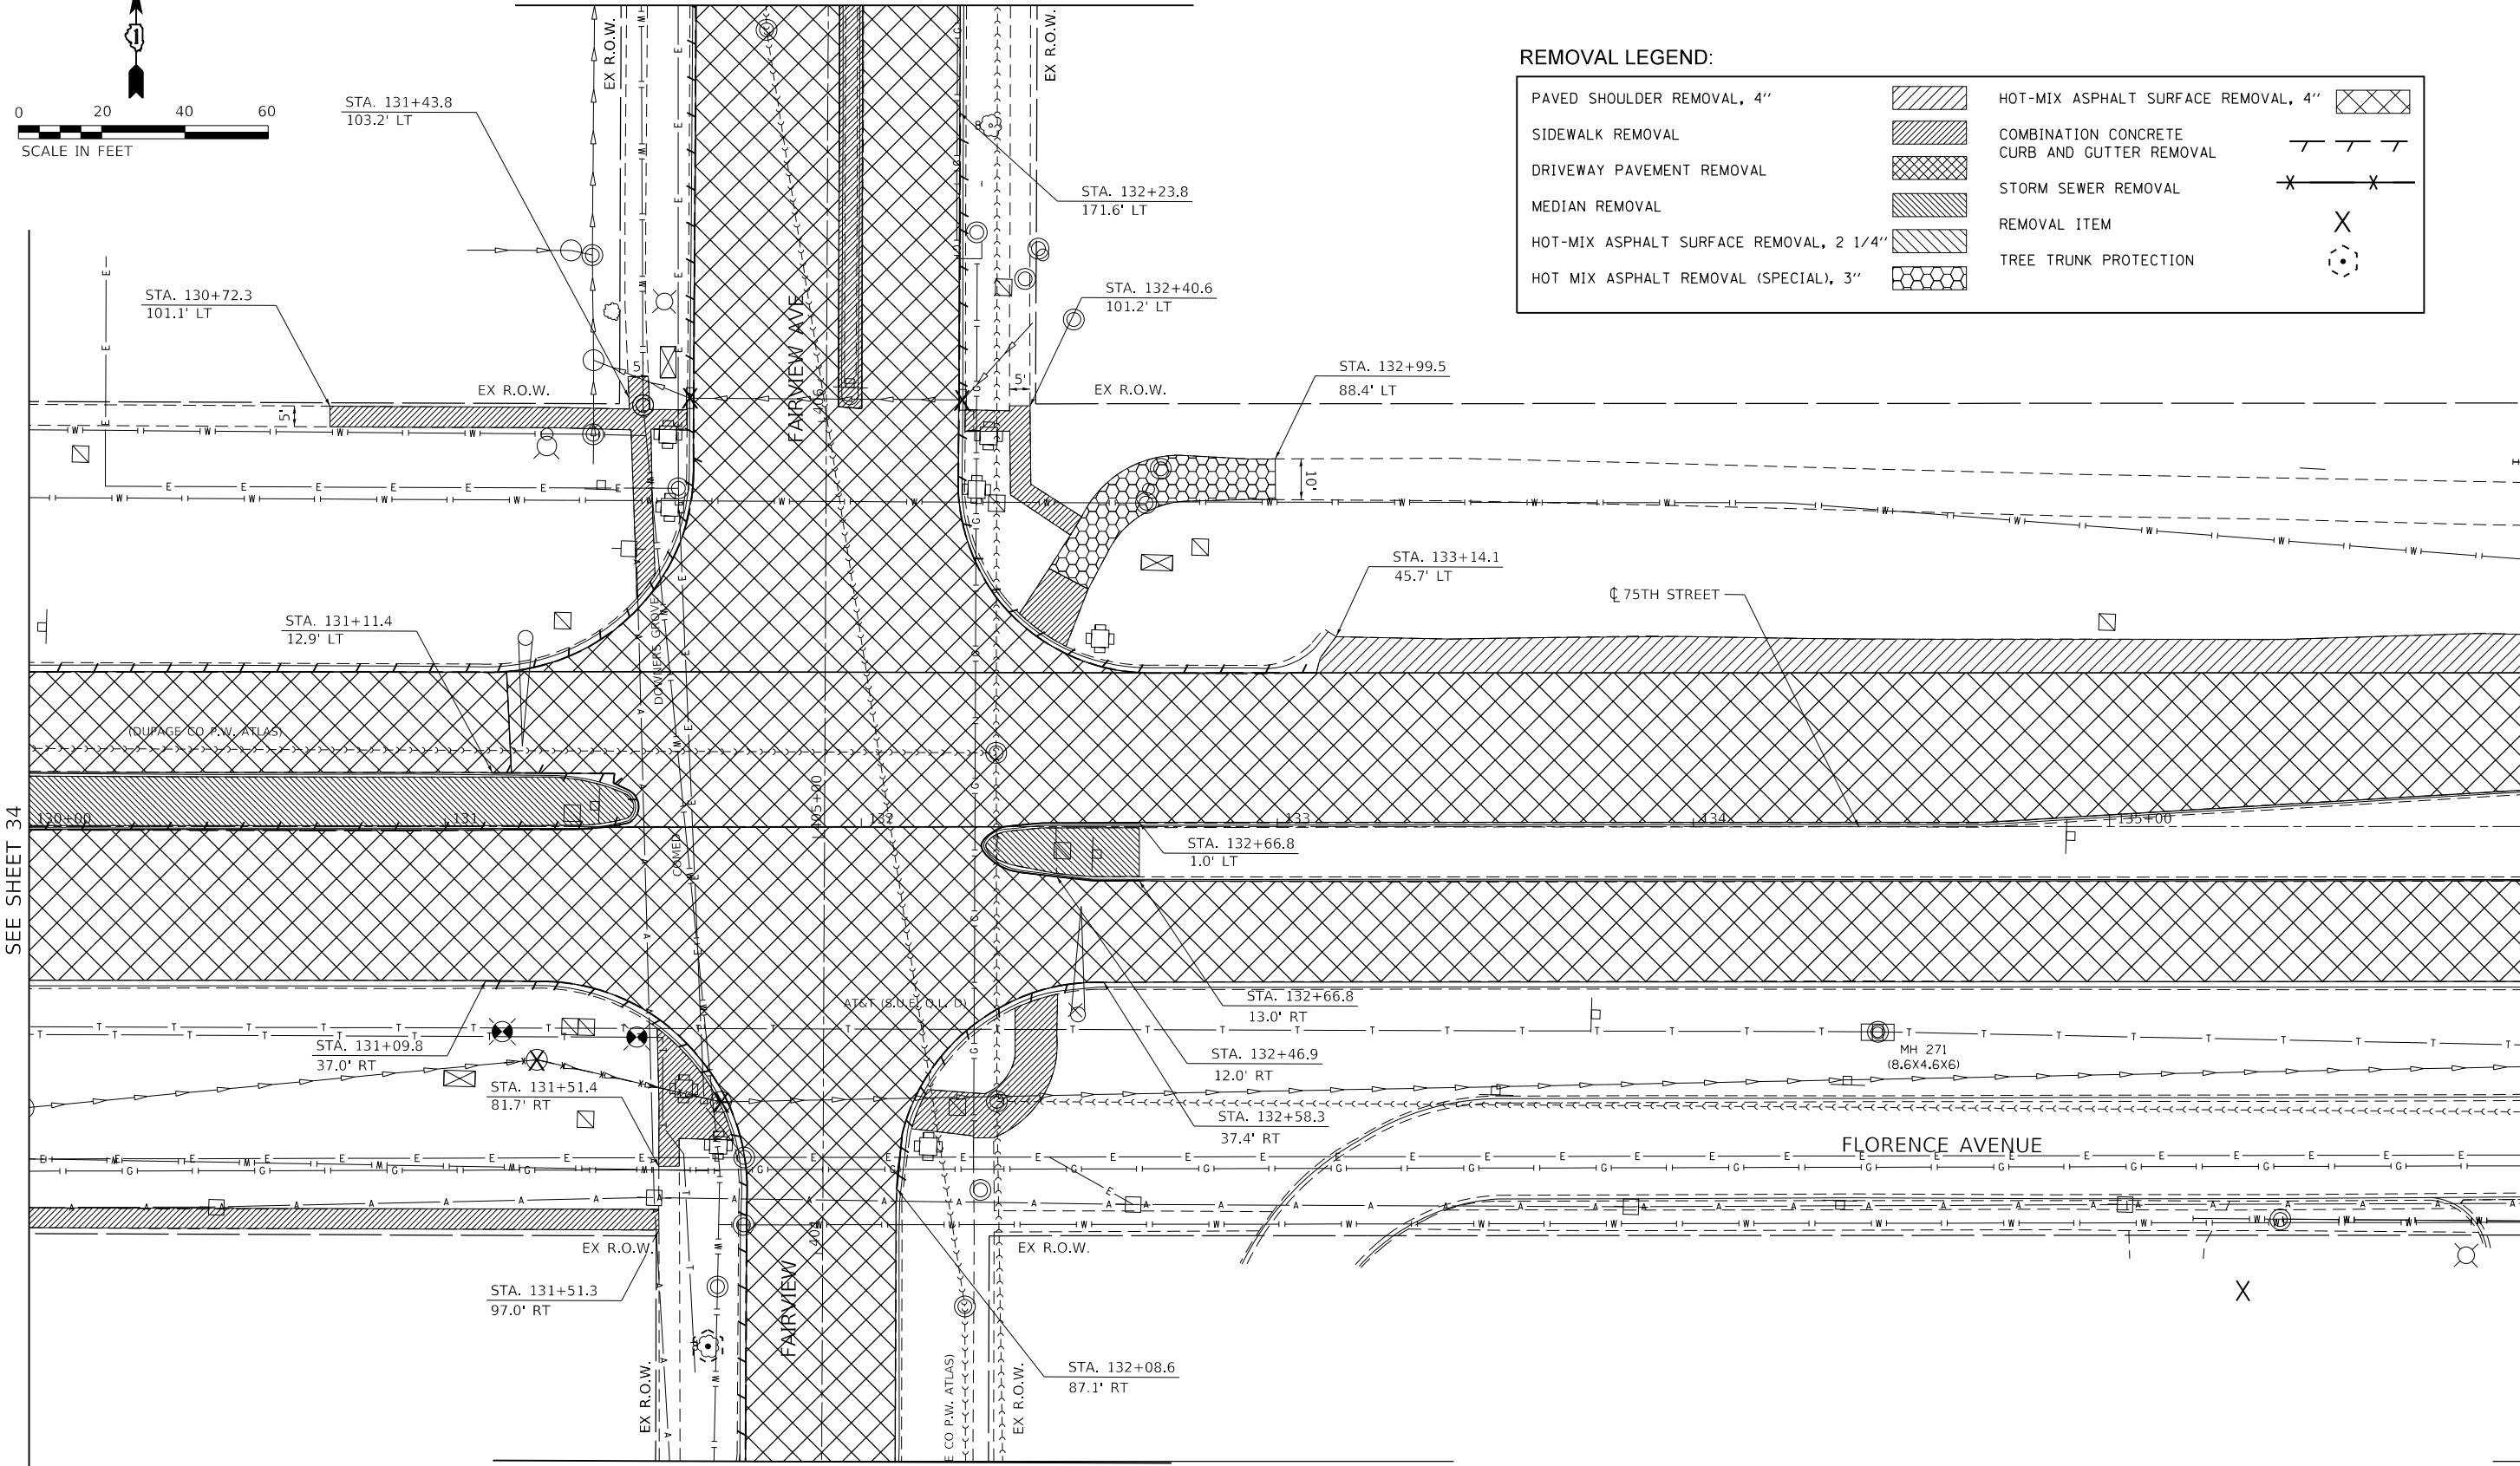 REMOVAL LEGEND:
PAVED SHOULDER REMOVAL, 4"
SIDEWALK REMOVAL
DRIVEWAY PAVEMENT REMOVAL
MEDIAN REMOVAL
HOT-MIX ASPHALT SURFACE REMOVAL, 2 1/4"
HOT MIX ASPHALT REMOVAL (SPECIAL), 3"
HOT-MIX ASPHALT SURFACE REMOVAL, 4"
COMBINATION CONCRETE
CURB AND GUTTER REMOVAL
STORM SEWER REMOVAL
REMOVAL ITEM
TREE TRUNK PROTECTION
0 20 40 60
SCALE IN FEET
EX R.O.W.
EX R.O.W.
STA. 131+43.8
103.2' LT
STA. 132+23.8
171.6' LT
STA. 130+72.3
101.1' LT
STA. 132+40.6
101.2' LT
FAIRVIEW AVE
406
STA. 132+99.5
88.4' LT
EX R.O.W.
5'
5
5'
EX R.O.W.
10'
STA. 133+14.1
45.7' LT
℄ 75TH STREET
STA. 131+11.4
12.9' LT
DOWNERS GROVE
(DUPAGE CO P.W. ATLAS)
SEE SHEET 34
130+00
131
405+00
132
133
134
135+00
COMED
STA. 132+66.8
1.0' LT
STA. 132+66.8
13.0' RT
AT&T (S.U.E. Q.L. D)
STA. 131+09.8
37.0' RT
STA. 132+46.9
12.0' RT
MH 271
(8.6X4.6X6)
STA. 131+51.4
81.7' RT
STA. 132+58.3
37.4' RT
FLORENCE AVENUE
EX R.O.W.
EX R.O.W.
404
FAIRVIEW
STA. 131+51.3
97.0' RT
STA. 132+08.6
87.1' RT
EX R.O.W.
E CO P.W. ATLAS)
EX R.O.W.